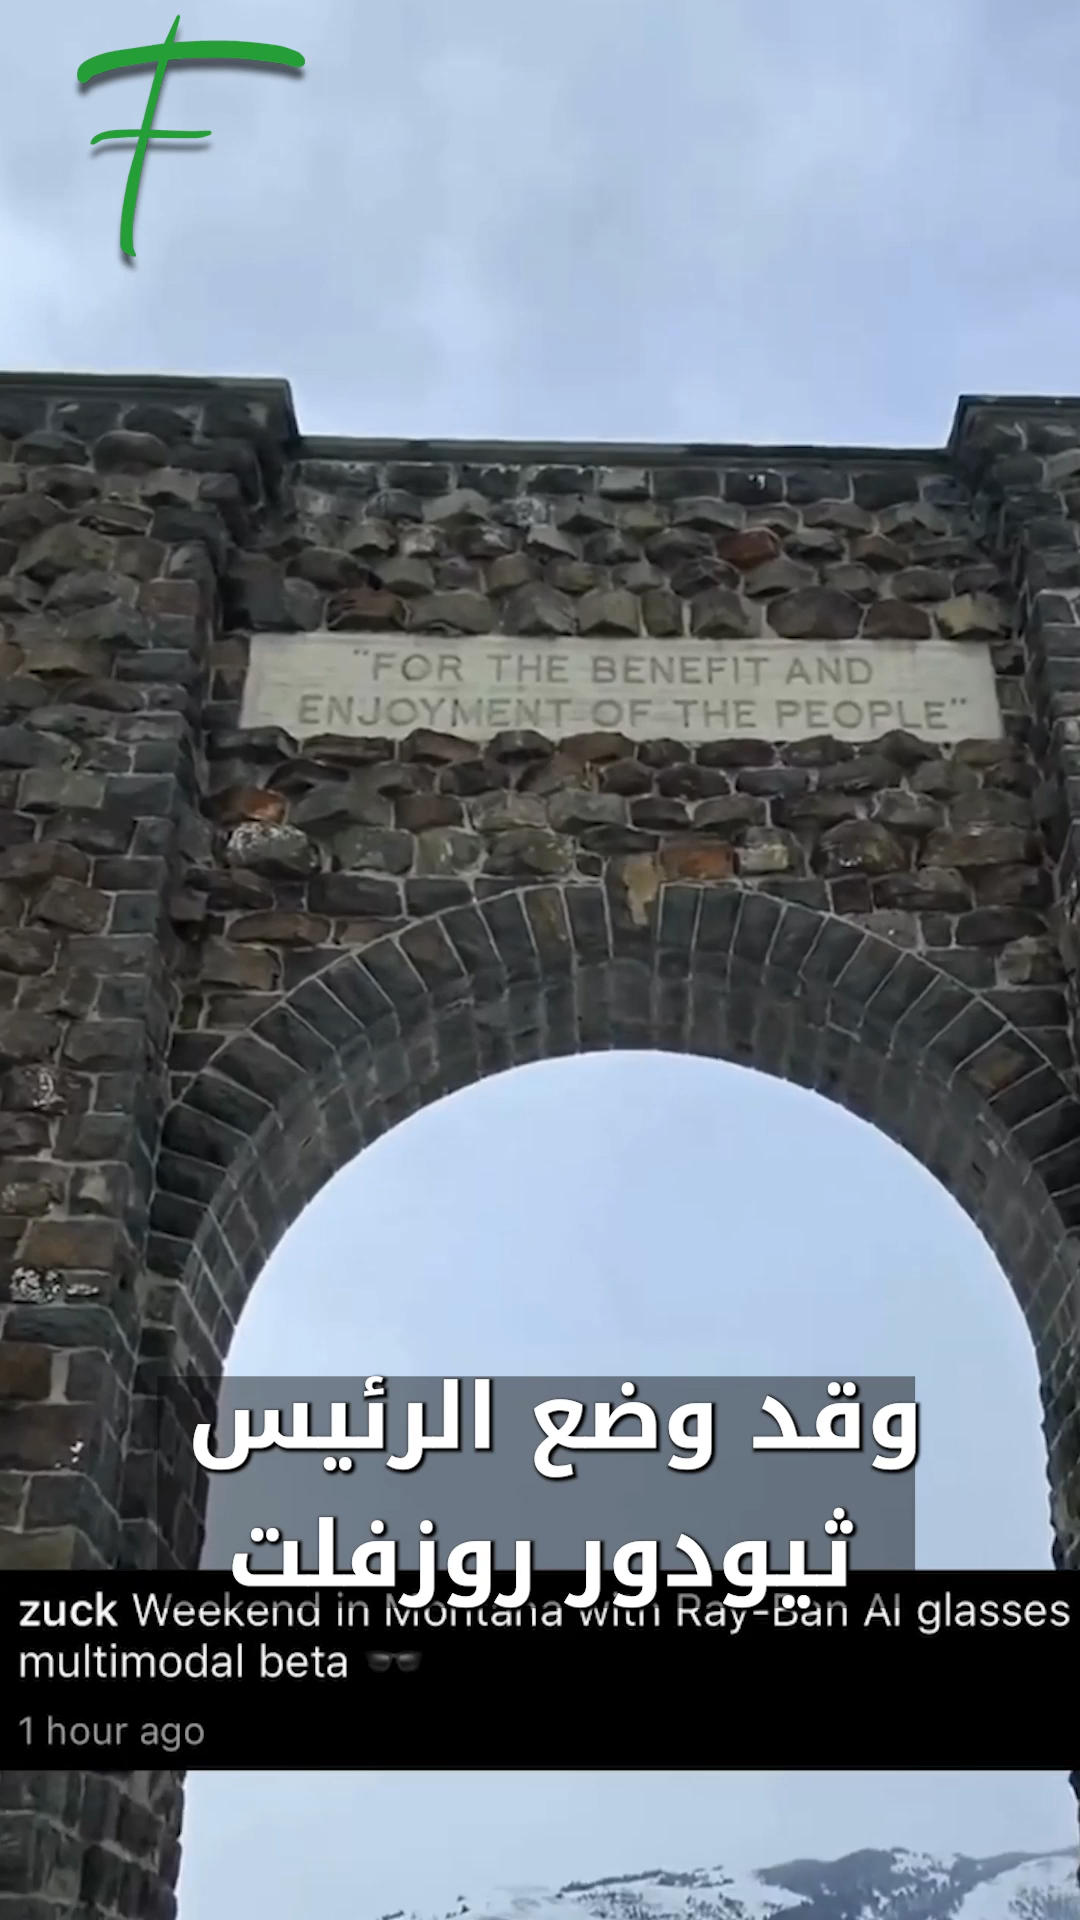 "FOR THE BENEFIT AND
ENJOYMENT OF THE PEOPLE"
وقد وضع الرئيس
ثيودور روزفلت
zuck Weekend in Montana with Ray-Ban AI glasses
multimodal beta 🕶️
1 hour ago